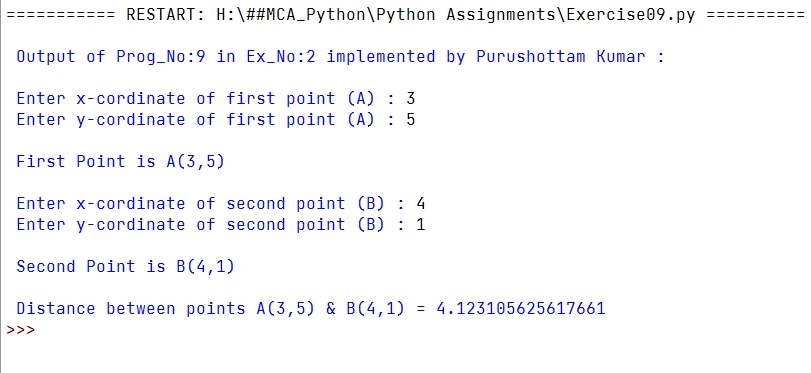 =========== RESTART: H:\##MCA_Python\Python Assignments\Exercise09.py ==========
Output of Prog_No:9 in Ex_No:2 implemented by Purushottam Kumar :
Enter x-cordinate of first point (A) : 3
Enter y-cordinate of first point (A) : 5
First Point is A(3,5)
Enter x-cordinate of second point (B) : 4
Enter y-cordinate of second point (B) : 1
Second Point is B(4,1)
Distance between points A(3,5) & B(4,1) = 4.123105625617661
>>>